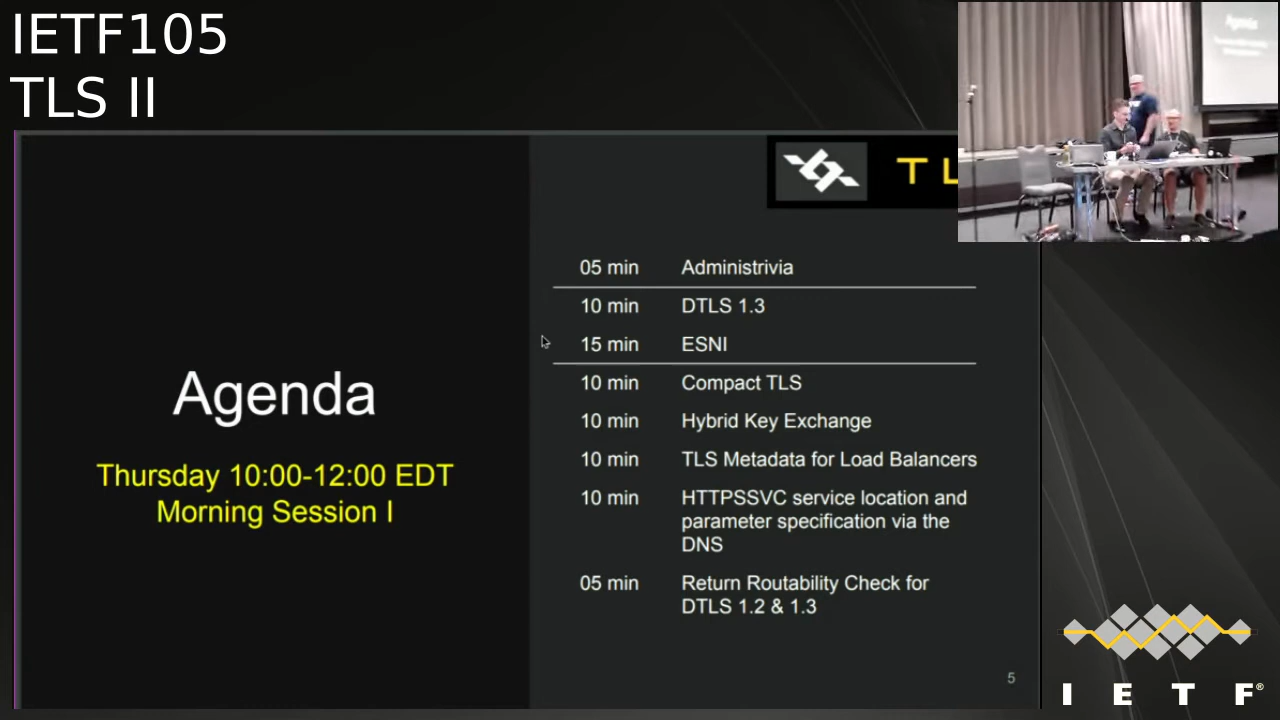 IETF105
TLS II
T L
Agenda
Thursday 10:00-12:00 EDT
Morning Session I
05 min Administrivia
10 min DTLS 1.3
15 min ESNI
10 min Compact TLS
10 min Hybrid Key Exchange
10 min TLS Metadata for Load Balancers
10 min HTTPSSVC service location and
parameter specification via the
DNS
05 min Return Routability Check for
DTLS 1.2 & 1.3
5
I E T F®
Agenda